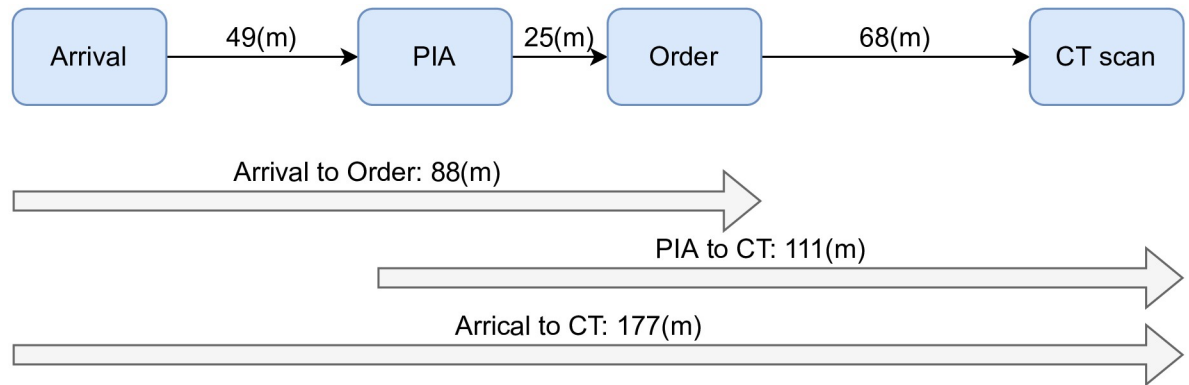 49(m)
25(m)
68(m)
Arrival
PIA
Order
CT scan
Arrival to Order: 88(m)
PIA to CT: 111(m)
Arrical to CT: 177(m)